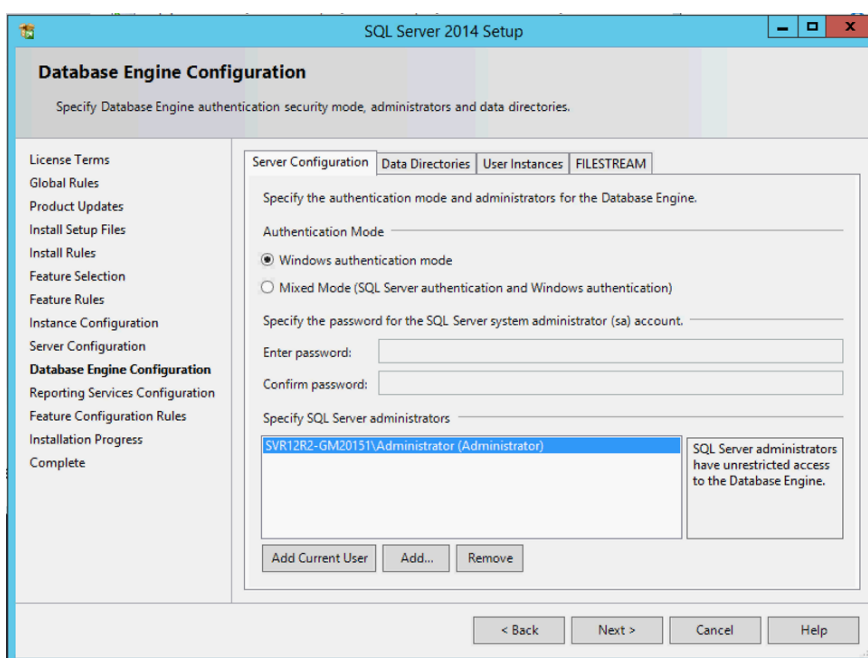 SQL Server 2014 Setup
Database Engine Configuration
Specify Database Engine authentication security mode, administrators and data directories.
License Terms
Global Rules
Product Updates
Install Setup Files
Install Rules
Feature Selection
Feature Rules
Instance Configuration
Server Configuration
Database Engine Configuration
Reporting Services Configuration
Feature Configuration Rules
Installation Progress
Complete
Server Configuration Data Directories User Instances FILESTREAM
Specify the authentication mode and administrators for the Database Engine.
Authentication Mode
Windows authentication mode
Mixed Mode (SQL Server authentication and Windows authentication)
Specify the password for the SQL Server system administrator (sa) account.
Enter password:
Confirm password:
Specify SQL Server administrators
SVR12R2-GM20151\Administrator (Administrator)
SQL Server administrators
have unrestricted access
to the Database Engine.
Add Current User Add... Remove
< Back Next > Cancel Help